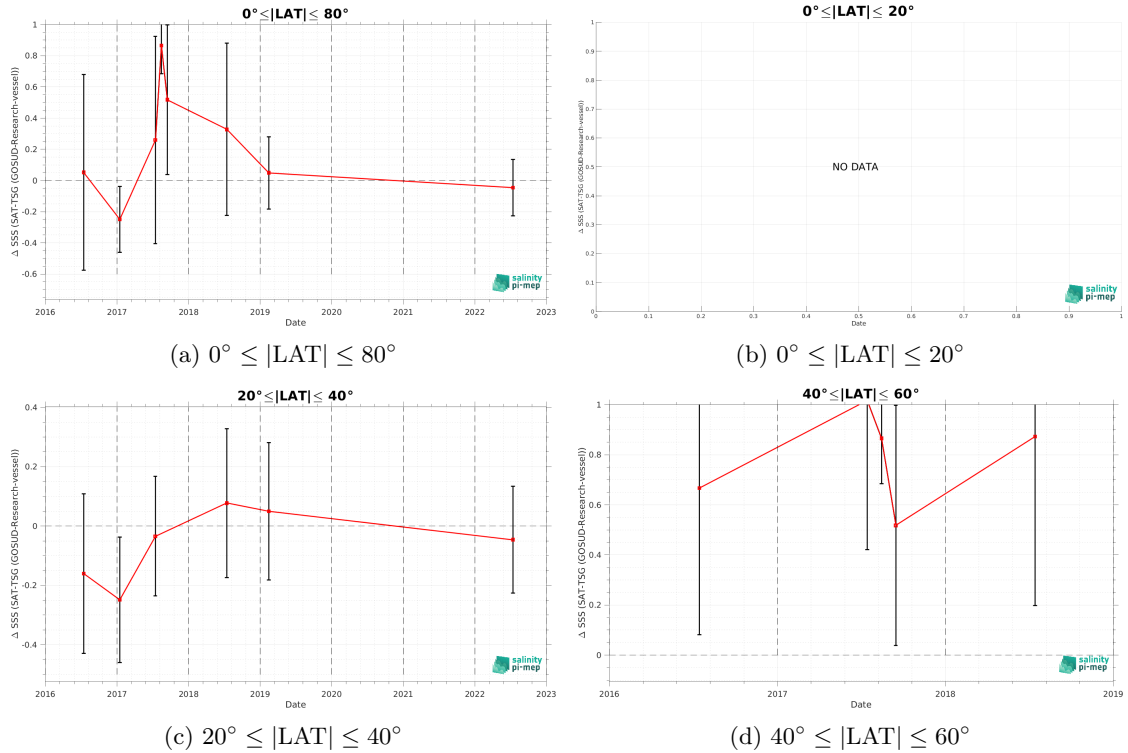 0°≤|LAT|≤ 80°
Δ SSS (SAT-TSG (GOSUD-Research-vessel))
1
0.8
0.6
0.4
0.2
0
-0.2
-0.4
-0.6
2016 2017 2018 2019 2020 2021 2022 2023
Date
salinity
pi-mep
(a) 0° ≤ |LAT| ≤ 80°
0°≤|LAT|≤ 20°
Δ SSS (SAT-TSG (GOSUD-Research-vessel))
1
0.9
0.8
0.7
0.6
0.5
0.4
0.3
0.2
0.1
0
NO DATA
0 0.1 0.2 0.3 0.4 0.5 0.6 0.7 0.8 0.9 1
Date
salinity
pi-mep
(b) 0° ≤ |LAT| ≤ 20°
20°≤|LAT|≤ 40°
Δ SSS (SAT-TSG (GOSUD-Research-vessel))
0.4
0.2
0
-0.2
-0.4
2016 2017 2018 2019 2020 2021 2022 2023
Date
salinity
pi-mep
(c) 20° ≤ |LAT| ≤ 40°
40°≤|LAT|≤ 60°
Δ SSS (SAT-TSG (GOSUD-Research-vessel))
1
0.8
0.6
0.4
0.2
0
2016 2017 2018 2019
Date
salinity
pi-mep
(d) 40° ≤ |LAT| ≤ 60°